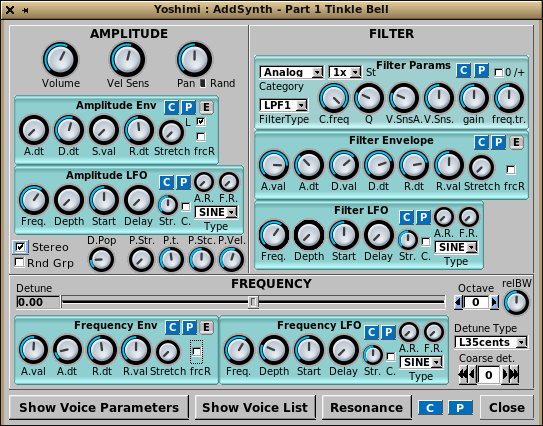 Yoshimi : AddSynth - Part 1 Tinkle Bell
AMPLITUDE
Volume Vel Sens Pan Rand
Amplitude Env C P E
L
A.dt D.dt S.val R.dt Stretch frcR
Amplitude LFO C P
A.R. F.R.
Freq. Depth Start Delay Str. C.
SINE
Type
Stereo
Rnd Grp
D.Pop P.Str. P.t. P.Stc. P.Vel.
FILTER
Filter Params C P
Analog 1x St 0 /+
Category
LPF1
FilterType C.freq Q V.SnsA. V.Sns. gain freq.tr.
Filter Envelope C P E
A.val A.dt D.val D.dt R.dt R.val Stretch frcR
Filter LFO C P
A.R. F.R.
Freq. Depth Start Delay Str. C.
SINE
Type
FREQUENCY
Detune
0.00
Octave relBW
0
Frequency Env C P E
A.val A.dt R.dt R.val Stretch frcR
Frequency LFO C P
A.R. F.R.
Freq. Depth Start Delay Str. C.
SINE
Type
Detune Type
L35cents
Coarse det.
0
Show Voice Parameters Show Voice List Resonance C P Close